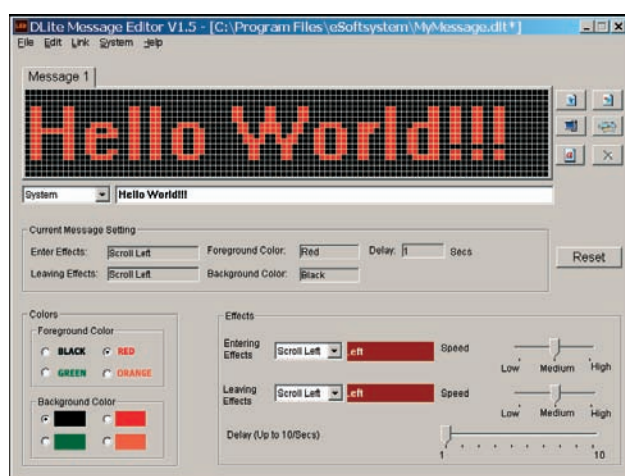 DLite Message Editor V1.5 - [C:\Program Files\eSoftsystem\MyMessage.dlt *]
File Edit Link System Help
Message 1
Hello World!!!
System Hello World!!!
Current Message Setting
Enter Effects: Scroll Left Foreground Color: Red Delay: 1 Secs
Leaving Effects: Scroll Left Background Color: Black
Reset
Colors
Foreground Color
BLACK RED
GREEN ORANGE
Background Color
Effects
Entering Effects Scroll Left Left Speed
Low Medium High
Leaving Effects Scroll Left Left Speed
Low Medium High
Delay (Up to 10/Secs)
1 10